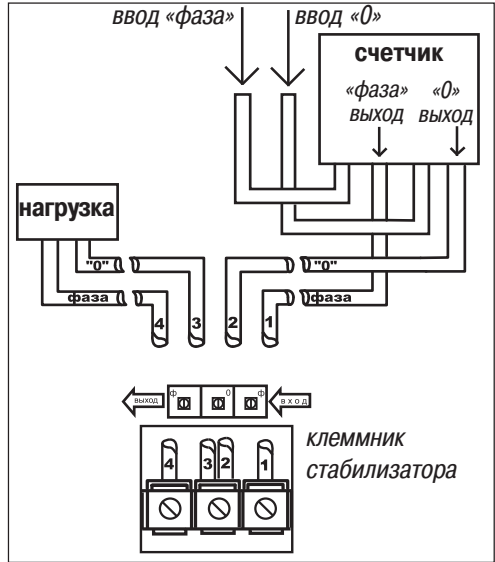 ввод «фаза» ввод «0»
счетчик
«фаза» «0»
выход выход
нагрузка
"0" "0"
фаза фаза
4 3 2 1
ф 0 ф
выход вход
4 3 2 1
клеммник
стабилизатора